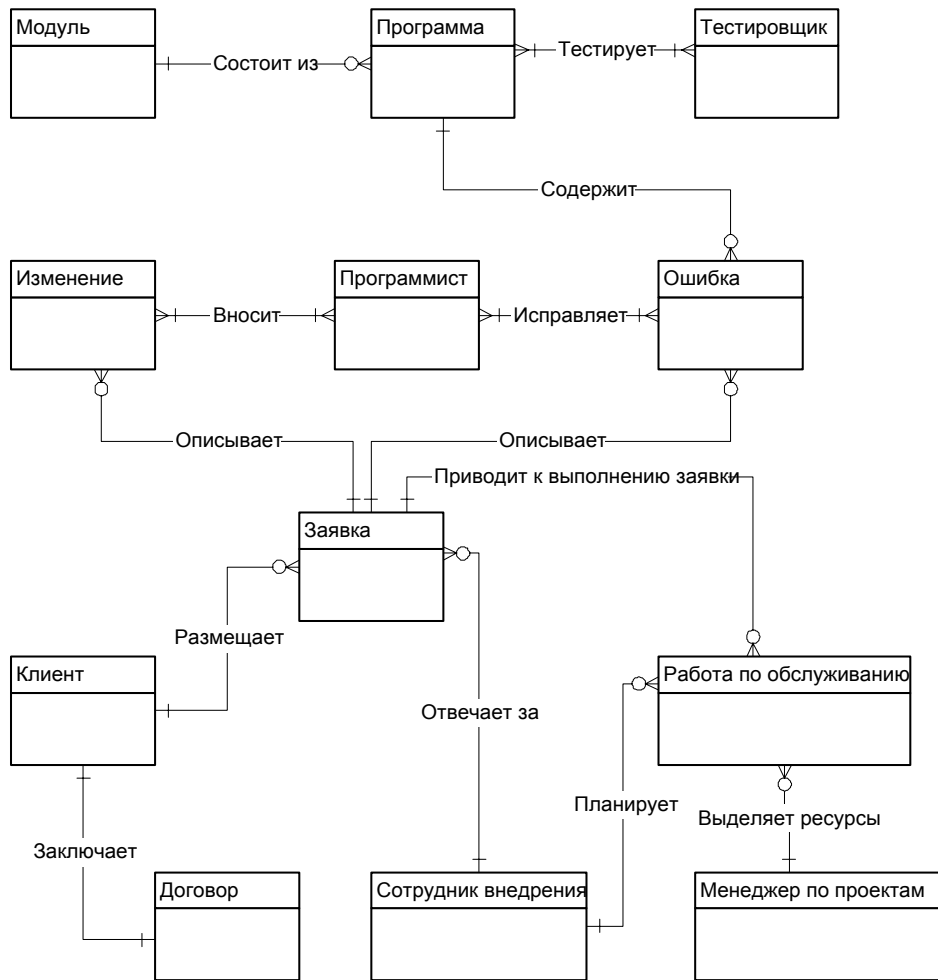 Модуль
Программа
Тестировщик
Состоит из
Тестирует
Содержит
Изменение
Программист
Ошибка
Вносит
Исправляет
Описывает
Описывает
Приводит к выполнению заявки
Заявка
Размещает
Клиент
Работа по обслуживанию
Отвечает за
Планирует
Выделяет ресурсы
Заключает
Договор
Сотрудник внедрения
Менеджер по проектам